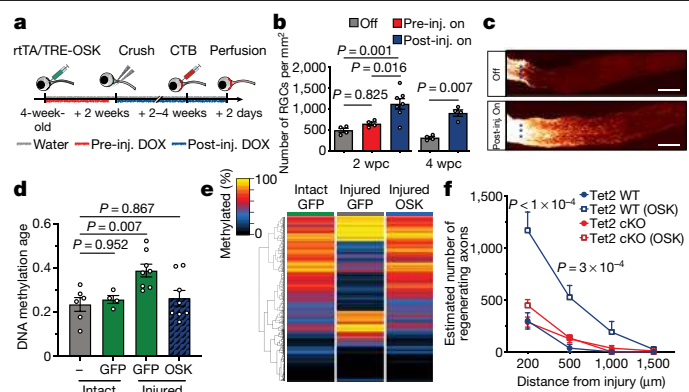 a
rtTA/TRE-OSK Crush CTB Perfusion
4-week-old + 2 weeks + 2–4 weeks + 2 days
Water Pre-inj. DOX Post-inj. DOX
b
Off Pre-inj. on
Post-inj. on
Number of RGCs per mm²
P = 0.001
P = 0.016
P = 0.825
P = 0.007
2,000
1,500
1,000
500
0
2 wpc 4 wpc
c
Off
Post-inj. On
* * *
d
DNA methylation age
P = 0.867
P = 0.007
P = 0.952
0.6
0.4
0.2
0
– GFP GFP OSK
Intact Injured
e
Methylated (%)
100
0
Intact GFP
Injured GFP
Injured OSK
f
Estimated number of regenerating axons
1,500
1,000
500
0
Tet2 WT
Tet2 WT (OSK)
Tet2 cKO
Tet2 cKO (OSK)
P < 1 × 10⁻⁴
P = 3 × 10⁻⁴
200 500 1,000 1,500
Distance from injury (μm)